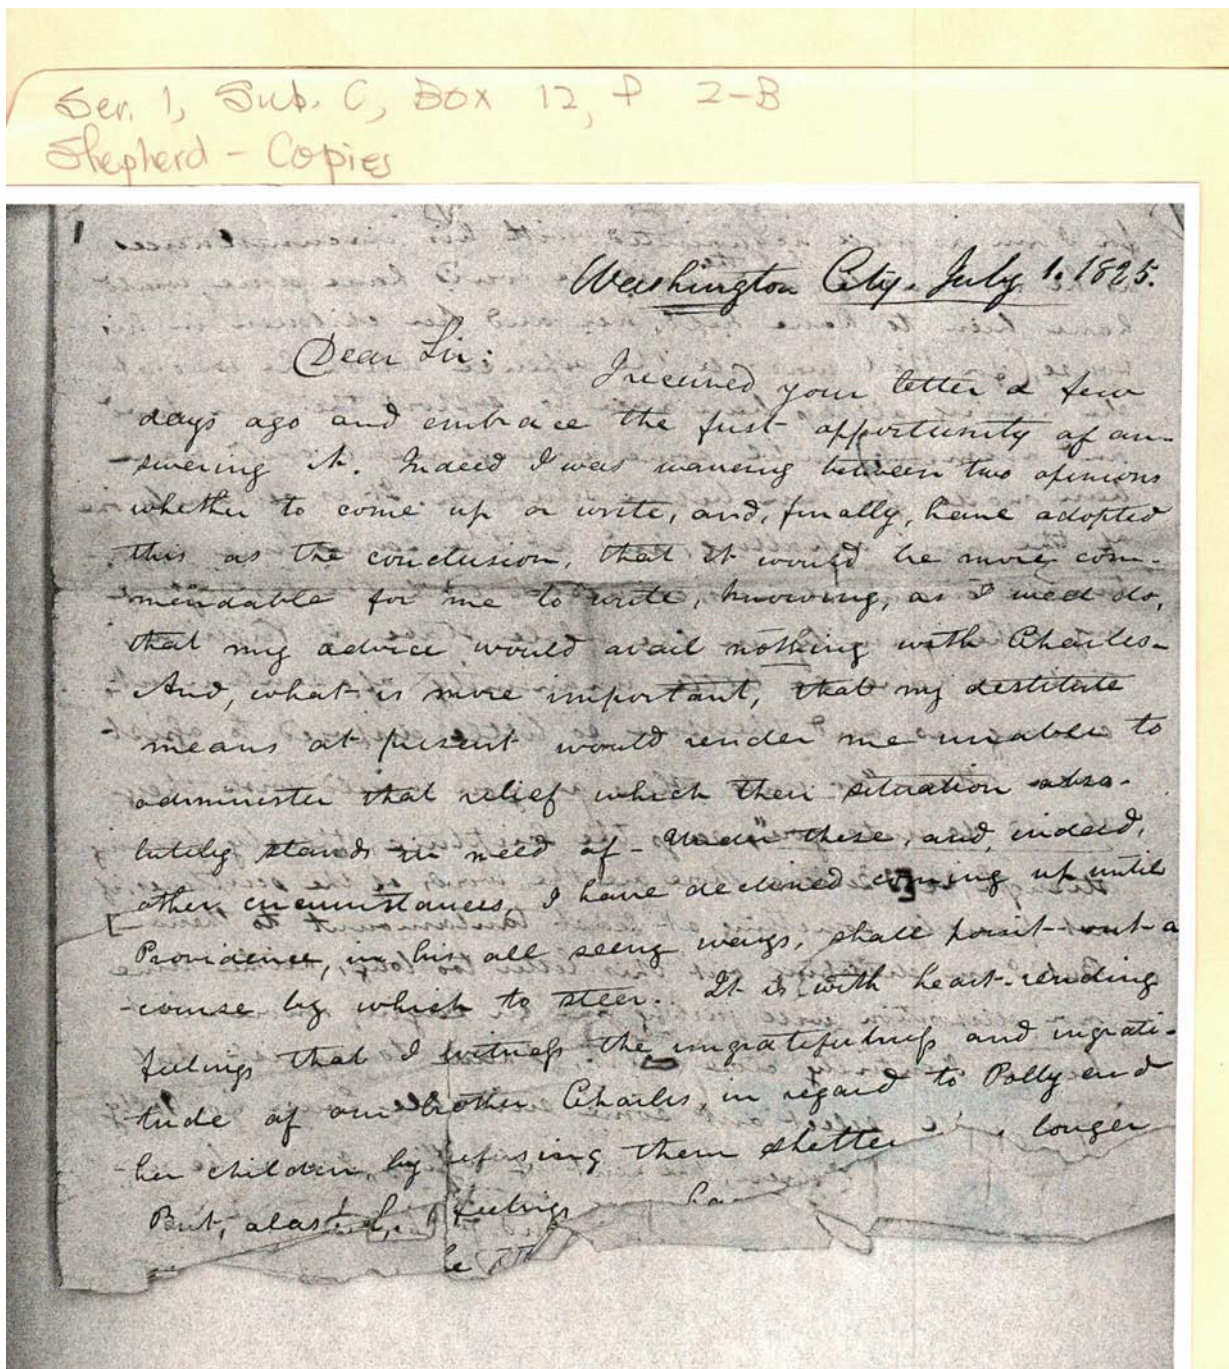 Ser. 1, Sub. C, Box 12, P 2-B
Shepherd - Copies
1
Washington City. July 1. 1825.
Dear Sir:
I received your letter a few
days ago and embrace the first opportunity of an-
-swering it. Indeed I was wavering between two opinions
whether to come up or write, and, finally, have adopted
this as the conclusion, that it would be more com-
-mendable for me to write, knowing, as I need do,
that my advice would avail nothing with Charles-
And, what is more important, that my destitute
means at present would render me unable to
administer that relief which their situation abso-
lutely stands in need of - Under these, and, indeed,
other circumstances, I have declined coming up until
Providence, in his all seeing ways, shall point out a
-course by which to steer. It is with heart-rending
feelings that I witness the ungratefulness and ingrati-
tude of our brother Charles, in regard to Polly and
her children, by refusing them shelter longer
But, alas! feelings